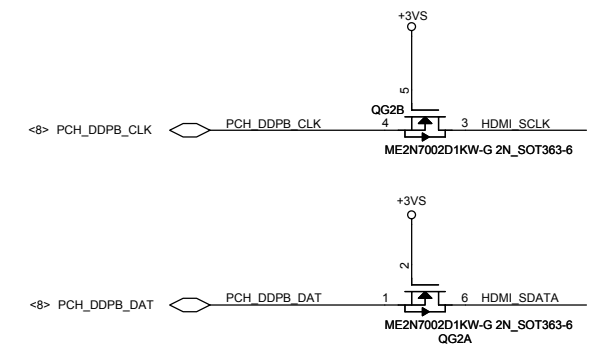 +3VS
5
QG2B
<8> PCH_DDPB_CLK PCH_DDPB_CLK 4 3 HDMI_SCLK
ME2N7002D1KW-G 2N_SOT363-6
+3VS
2
<8> PCH_DDPB_DAT PCH_DDPB_DAT 1 6 HDMI_SDATA
ME2N7002D1KW-G 2N_SOT363-6
QG2A